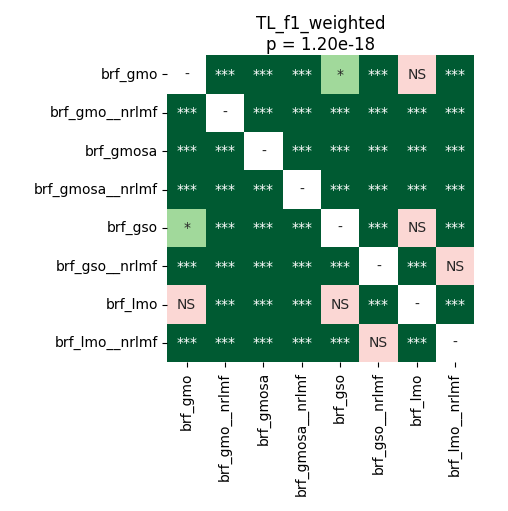 TL_f1_weighted
p = 1.20e-18
brf_gmo - *** *** *** * *** NS ***
brf_gmo__nrlmf *** - *** *** *** *** *** ***
brf_gmosa *** *** - *** *** *** *** ***
brf_gmosa__nrlmf *** *** *** - *** *** *** ***
brf_gso * *** *** *** - *** NS ***
brf_gso__nrlmf *** *** *** *** *** - *** NS
brf_lmo NS *** *** *** NS *** - ***
brf_lmo__nrlmf *** *** *** *** *** NS *** -
brf_gmo
brf_gmo__nrlmf
brf_gmosa
brf_gmosa__nrlmf
brf_gso
brf_gso__nrlmf
brf_lmo
brf_lmo__nrlmf